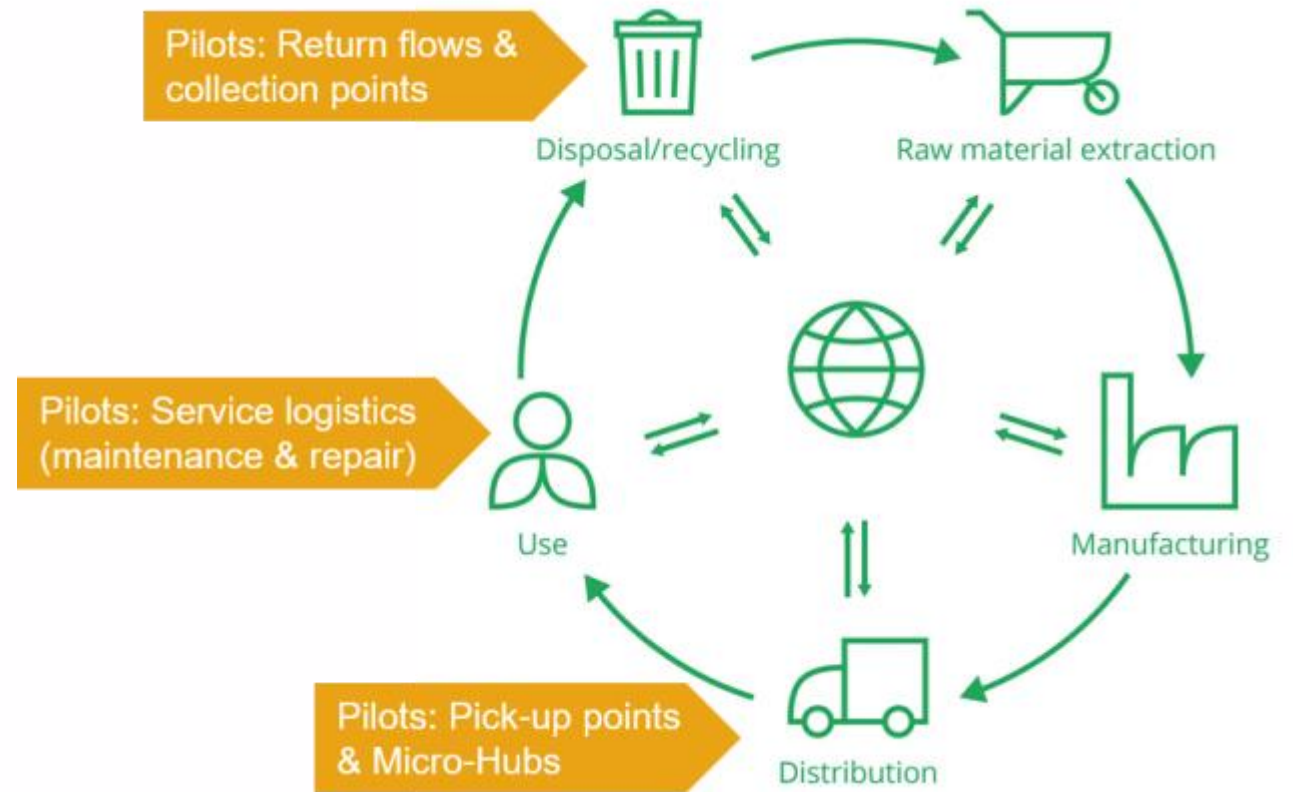 Pilots: Return flows &
collection points
Disposal/recycling
Raw material extraction
Pilots: Service logistics
(maintenance & repair)
Use
Manufacturing
Pilots: Pick-up points
& Micro-Hubs
Distribution